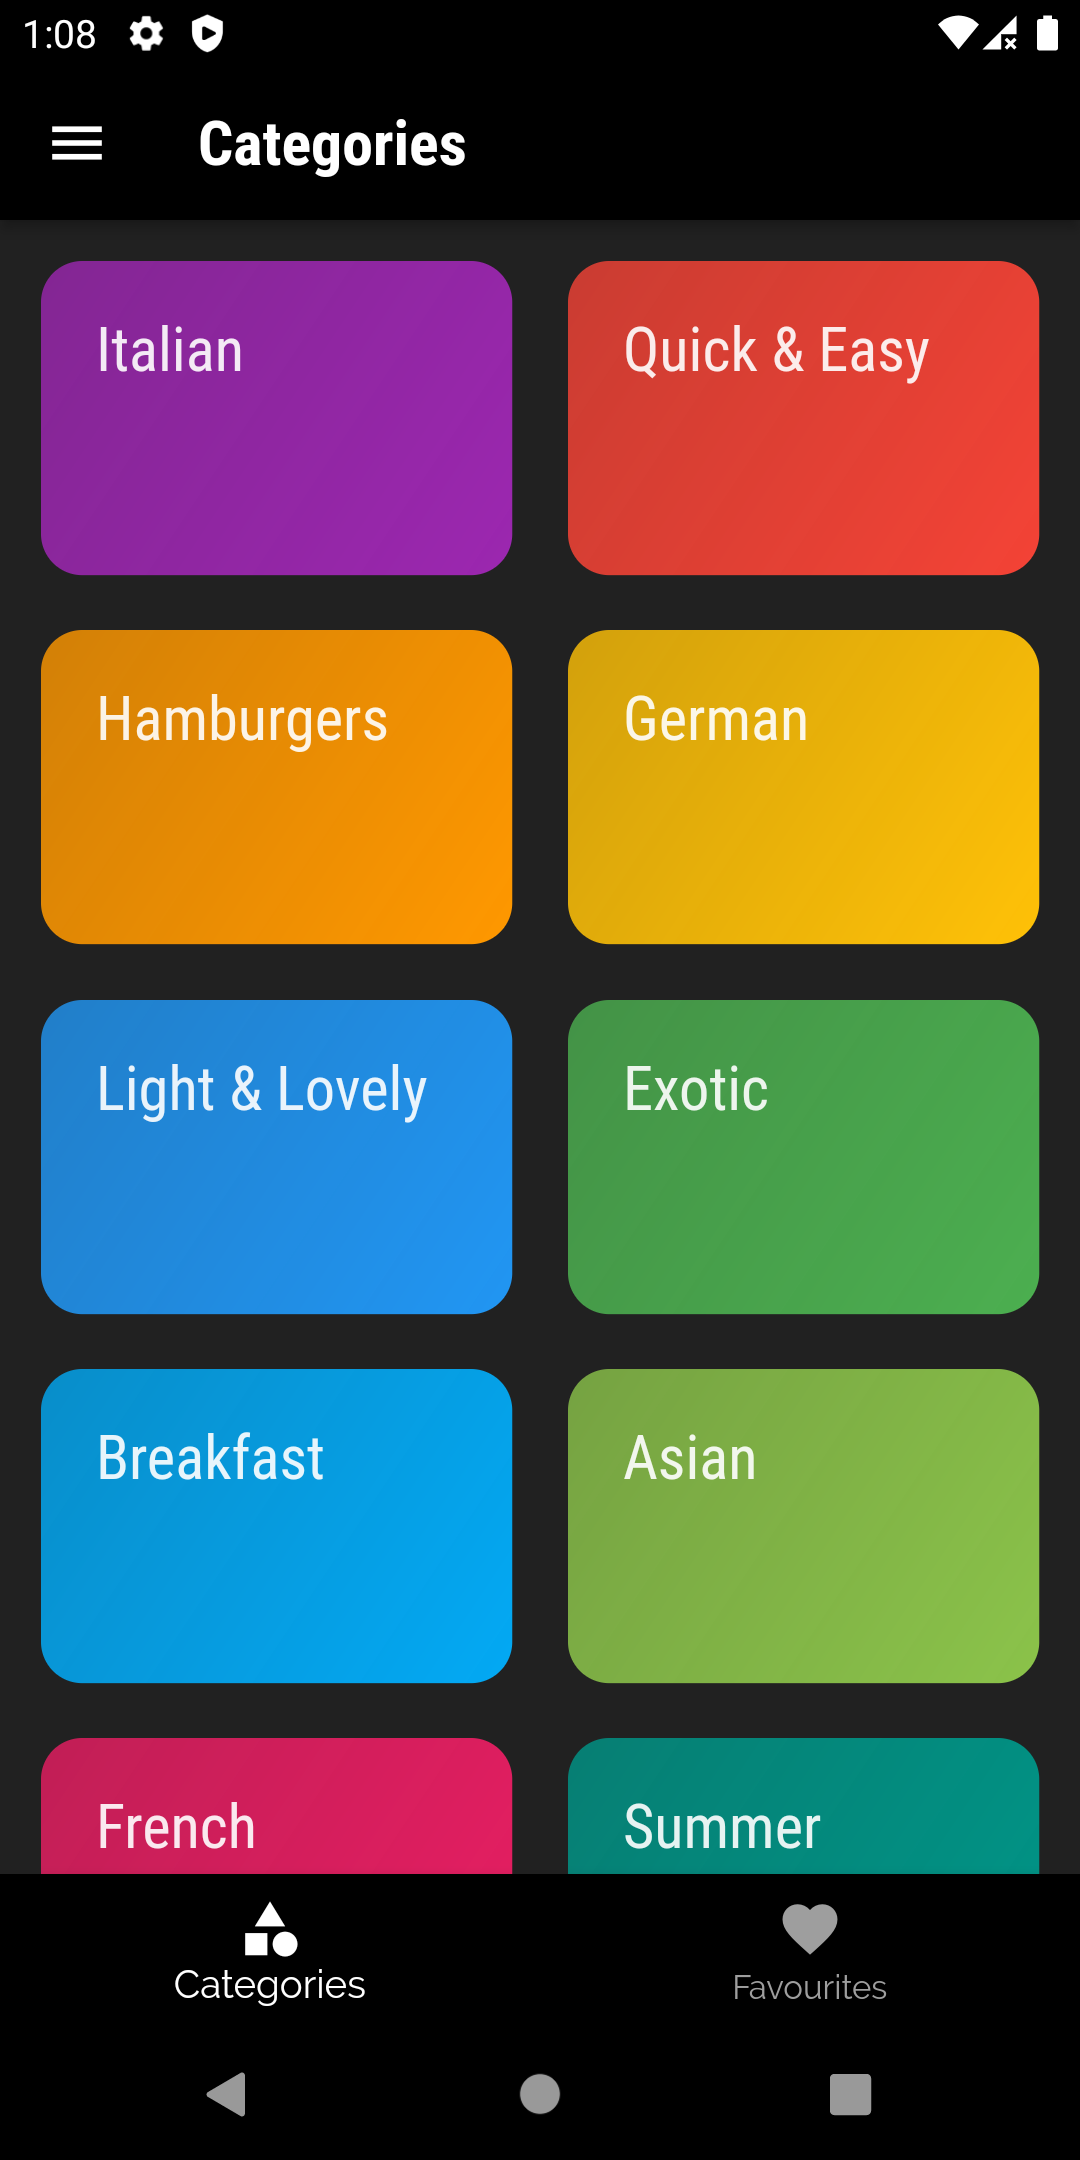 1:08
Categories
Italian
Quick & Easy
Hamburgers
German
Light & Lovely
Exotic
Breakfast
Asian
French
Summer
Categories
Favourites